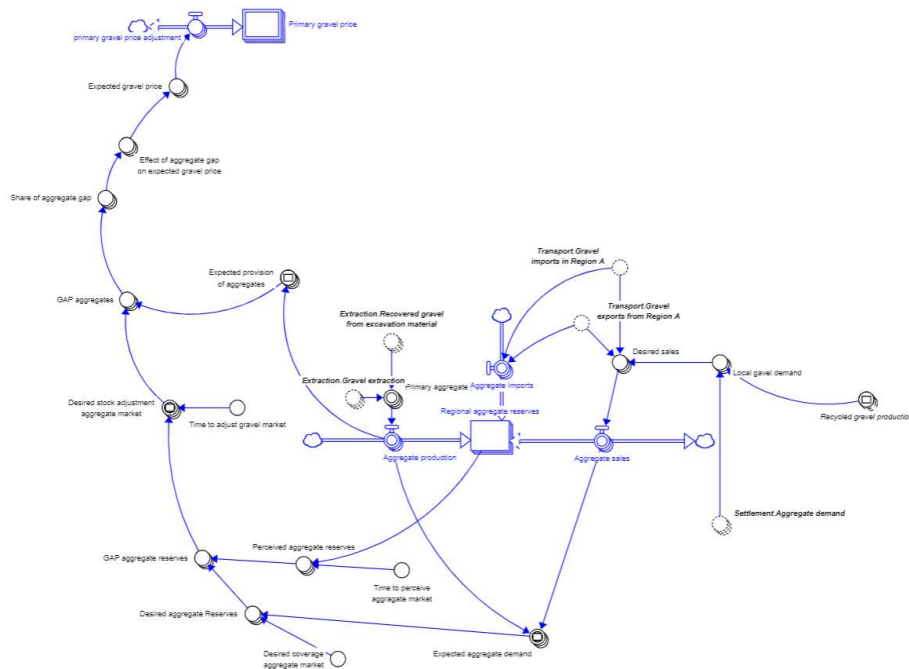 Primary gravel price
primary gravel price adjustment
Expected gravel price
Effect of aggregate gap
on expected gravel price
Share of aggregate gap
Expected provision
of aggregates
GAP aggregates
Transport.Gravel
imports in Region A
Transport.Gravel
exports from Region A
Extraction.Recovered gravel
from excavation material
Desired sales
Local gavel demand
Extraction.Gravel extraction
Primary aggregate
Aggregate imports
Desired stock adjustment
aggregate market
Time to adjust gravel market
Regional aggregate reserves
Recycled gravel productio
Aggregate production
Aggregate sales
Settlement.Aggregate demand
GAP aggregate reserves
Perceived aggregate reserves
Time to perceive
aggragate market
Desired aggregate Reserves
Desired coverage
aggregate market
Expected aggregate demand